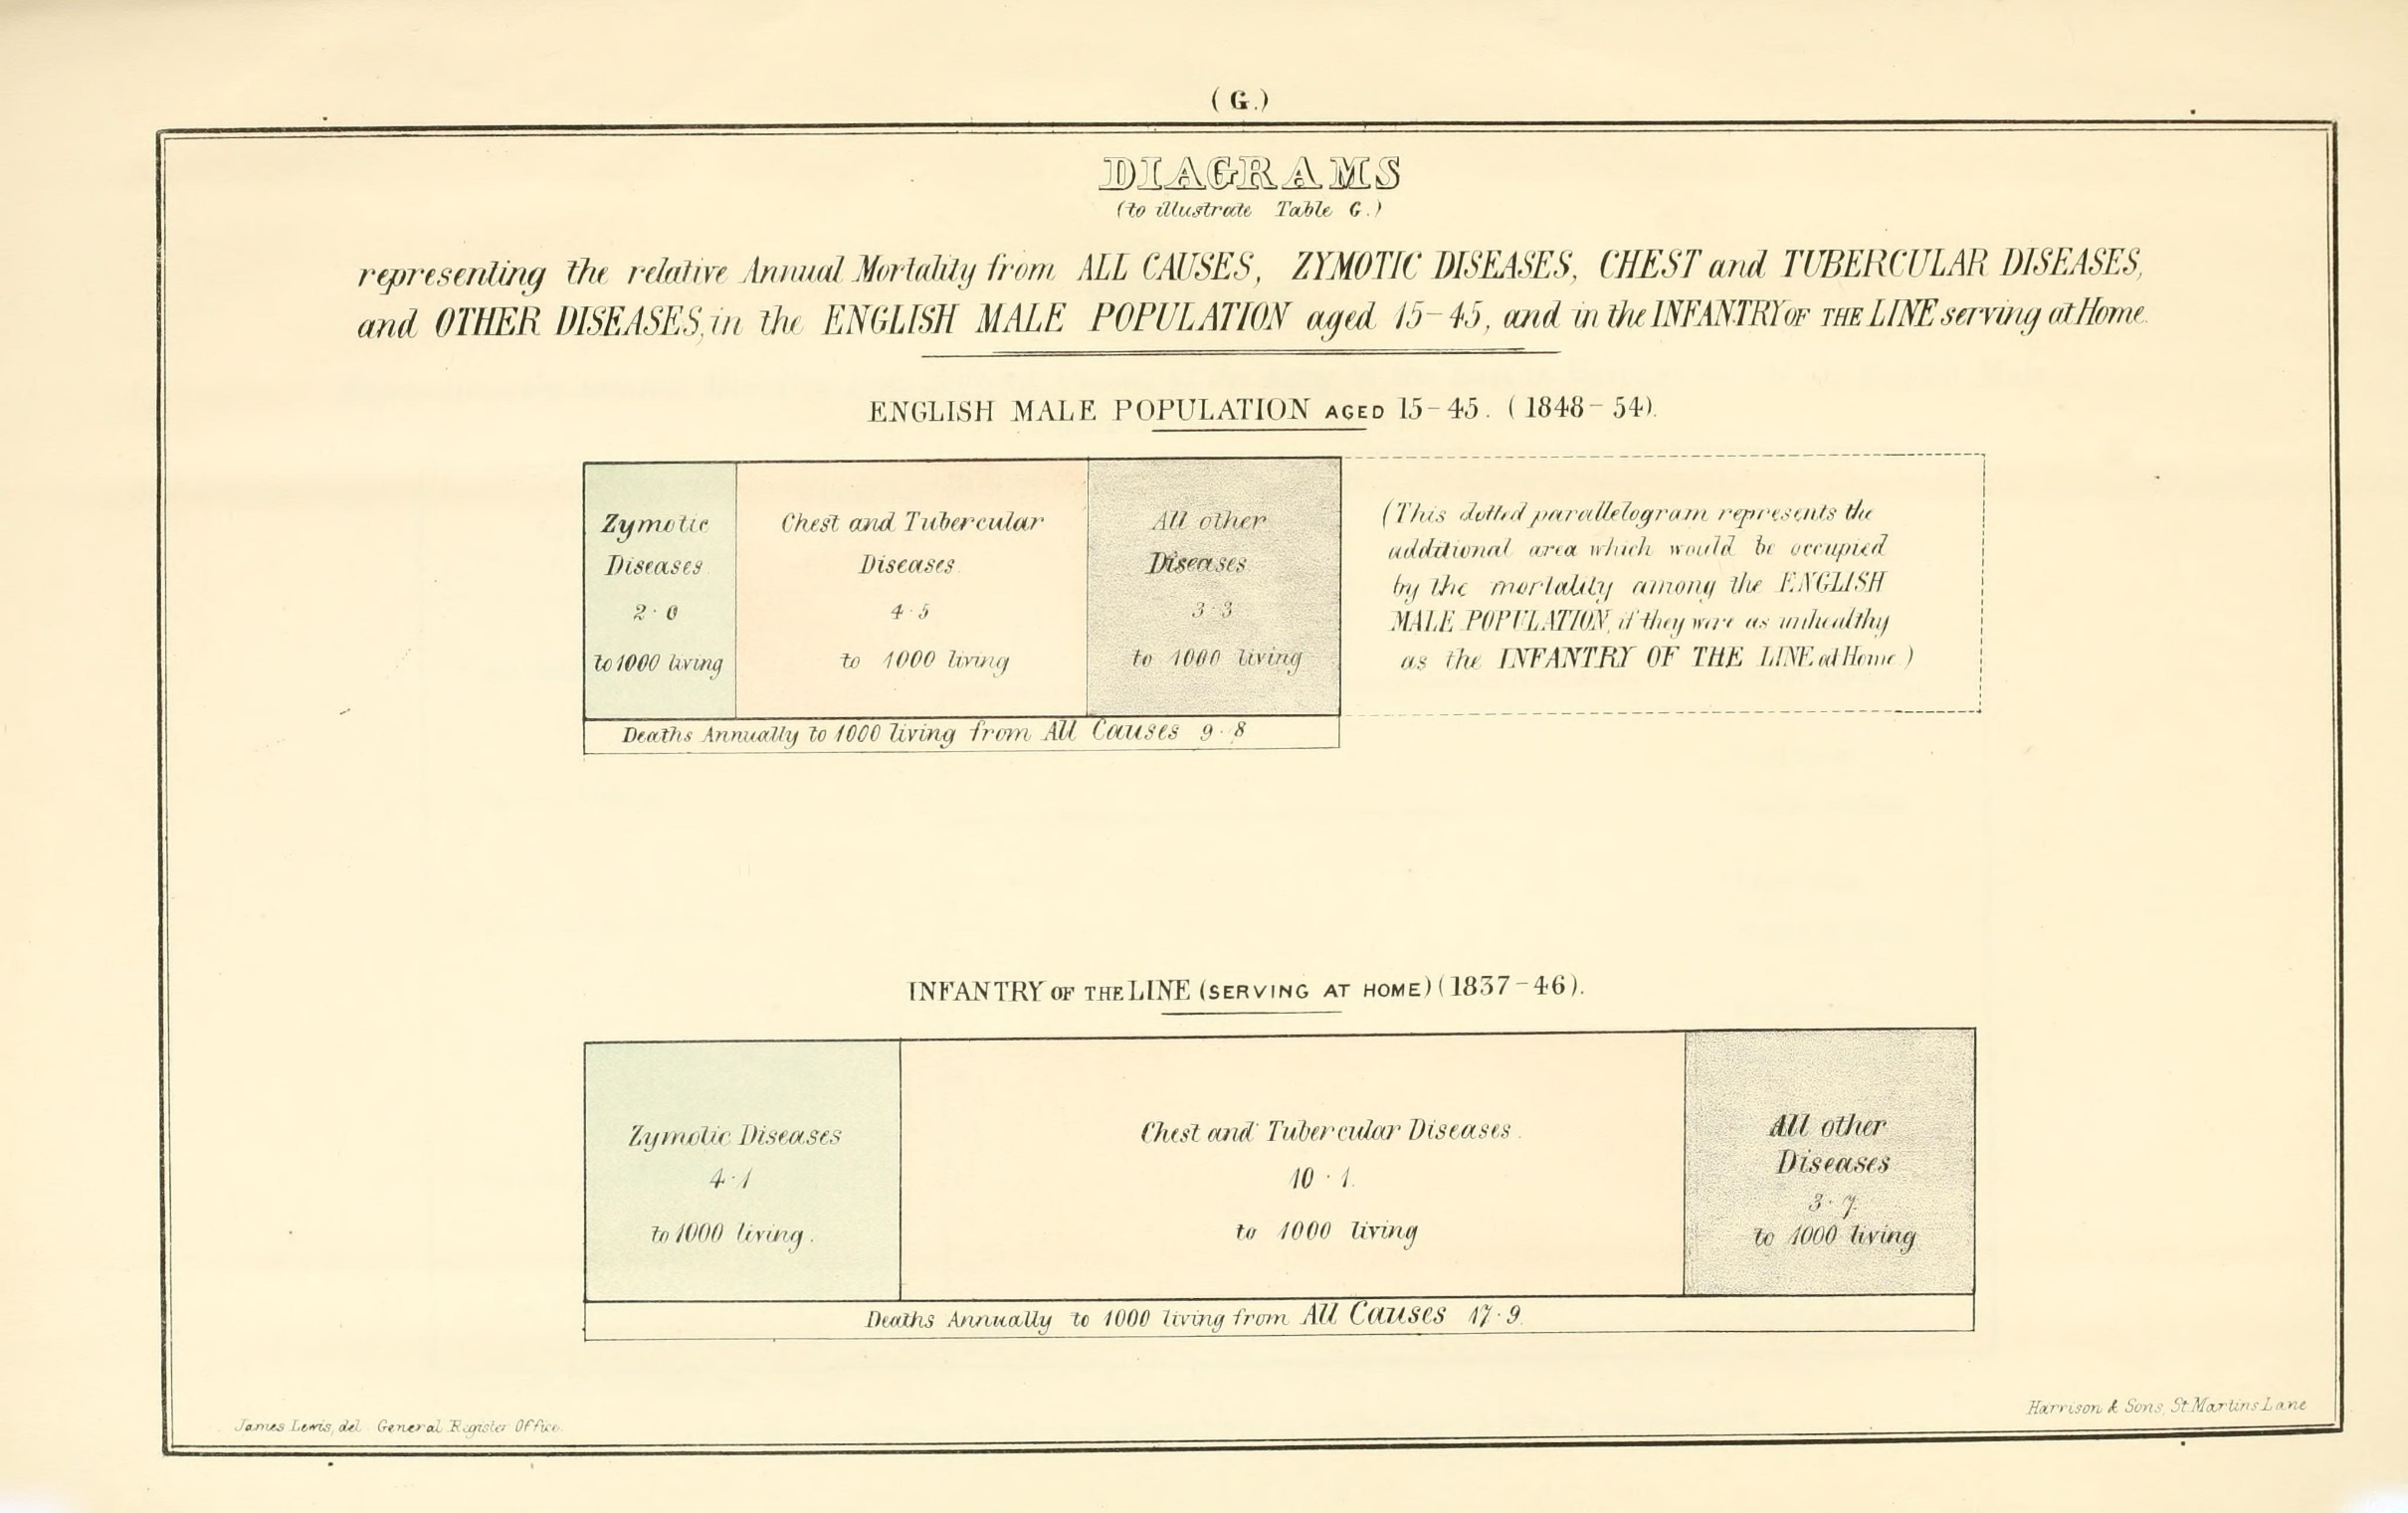 (G.)
DIAGRAMS
(to illustrate Table G.)
representing the relative Annual Mortality from ALL CAUSES, ZYMOTIC DISEASES, CHEST and TUBERCULAR DISEASES,
and OTHER DISEASES, in the ENGLISH MALE POPULATION aged 15-45, and in the INFANTRY OF THE LINE serving at Home.
ENGLISH MALE POPULATION AGED 15-45. (1848-54).
Zymotic
Diseases
2·0
to 1000 living
Chest and Tubercular
Diseases
4·5
to 1000 living
All other
Diseases
3·3
to 1000 living
(This dotted parallelogram represents the
additional area which would be occupied
by the mortality among the ENGLISH
MALE POPULATION, if they were as unhealthy
as the INFANTRY OF THE LINE at Home.)
Deaths Annually to 1000 living from All Causes 9·8
INFANTRY OF THE LINE (SERVING AT HOME) (1837-46).
Zymotic Diseases
4·1
to 1000 living.
Chest and Tubercular Diseases.
10·1.
to 1000 living
All other
Diseases
3·7.
to 1000 living
Deaths Annually to 1000 living from All Causes 17·9.
James Lewis, del. General Register Office.
Harrison & Sons, St Martins Lane